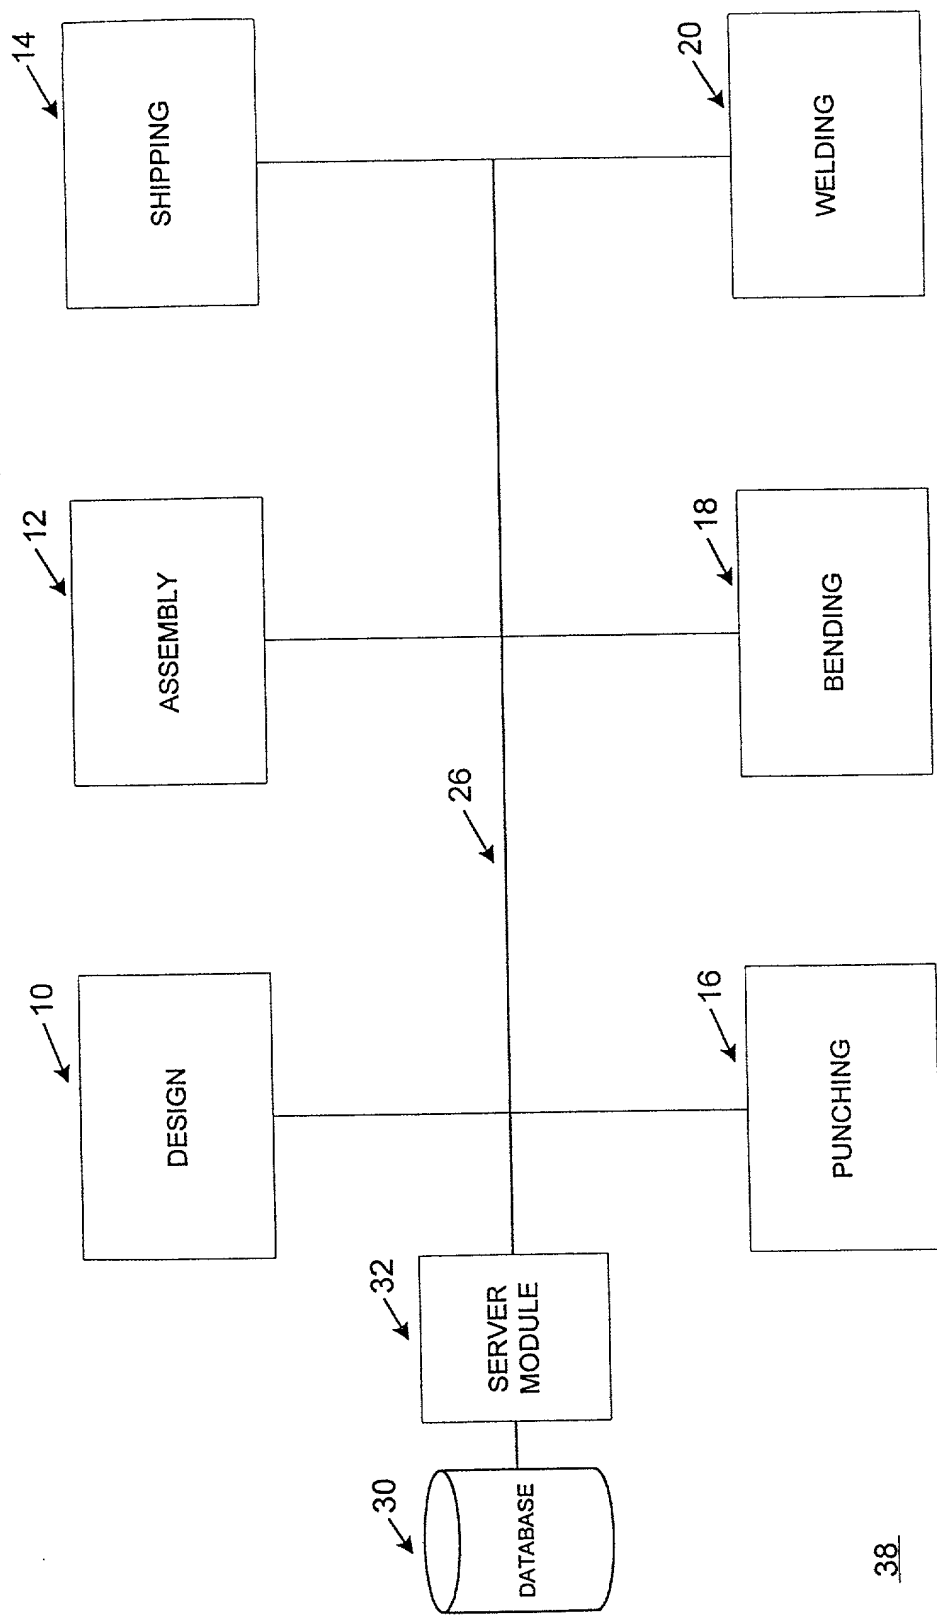 10
DESIGN
12
ASSEMBLY
14
SHIPPING
30
DATABASE
32
SERVER
MODULE
26
16
PUNCHING
18
BENDING
20
WELDING
38